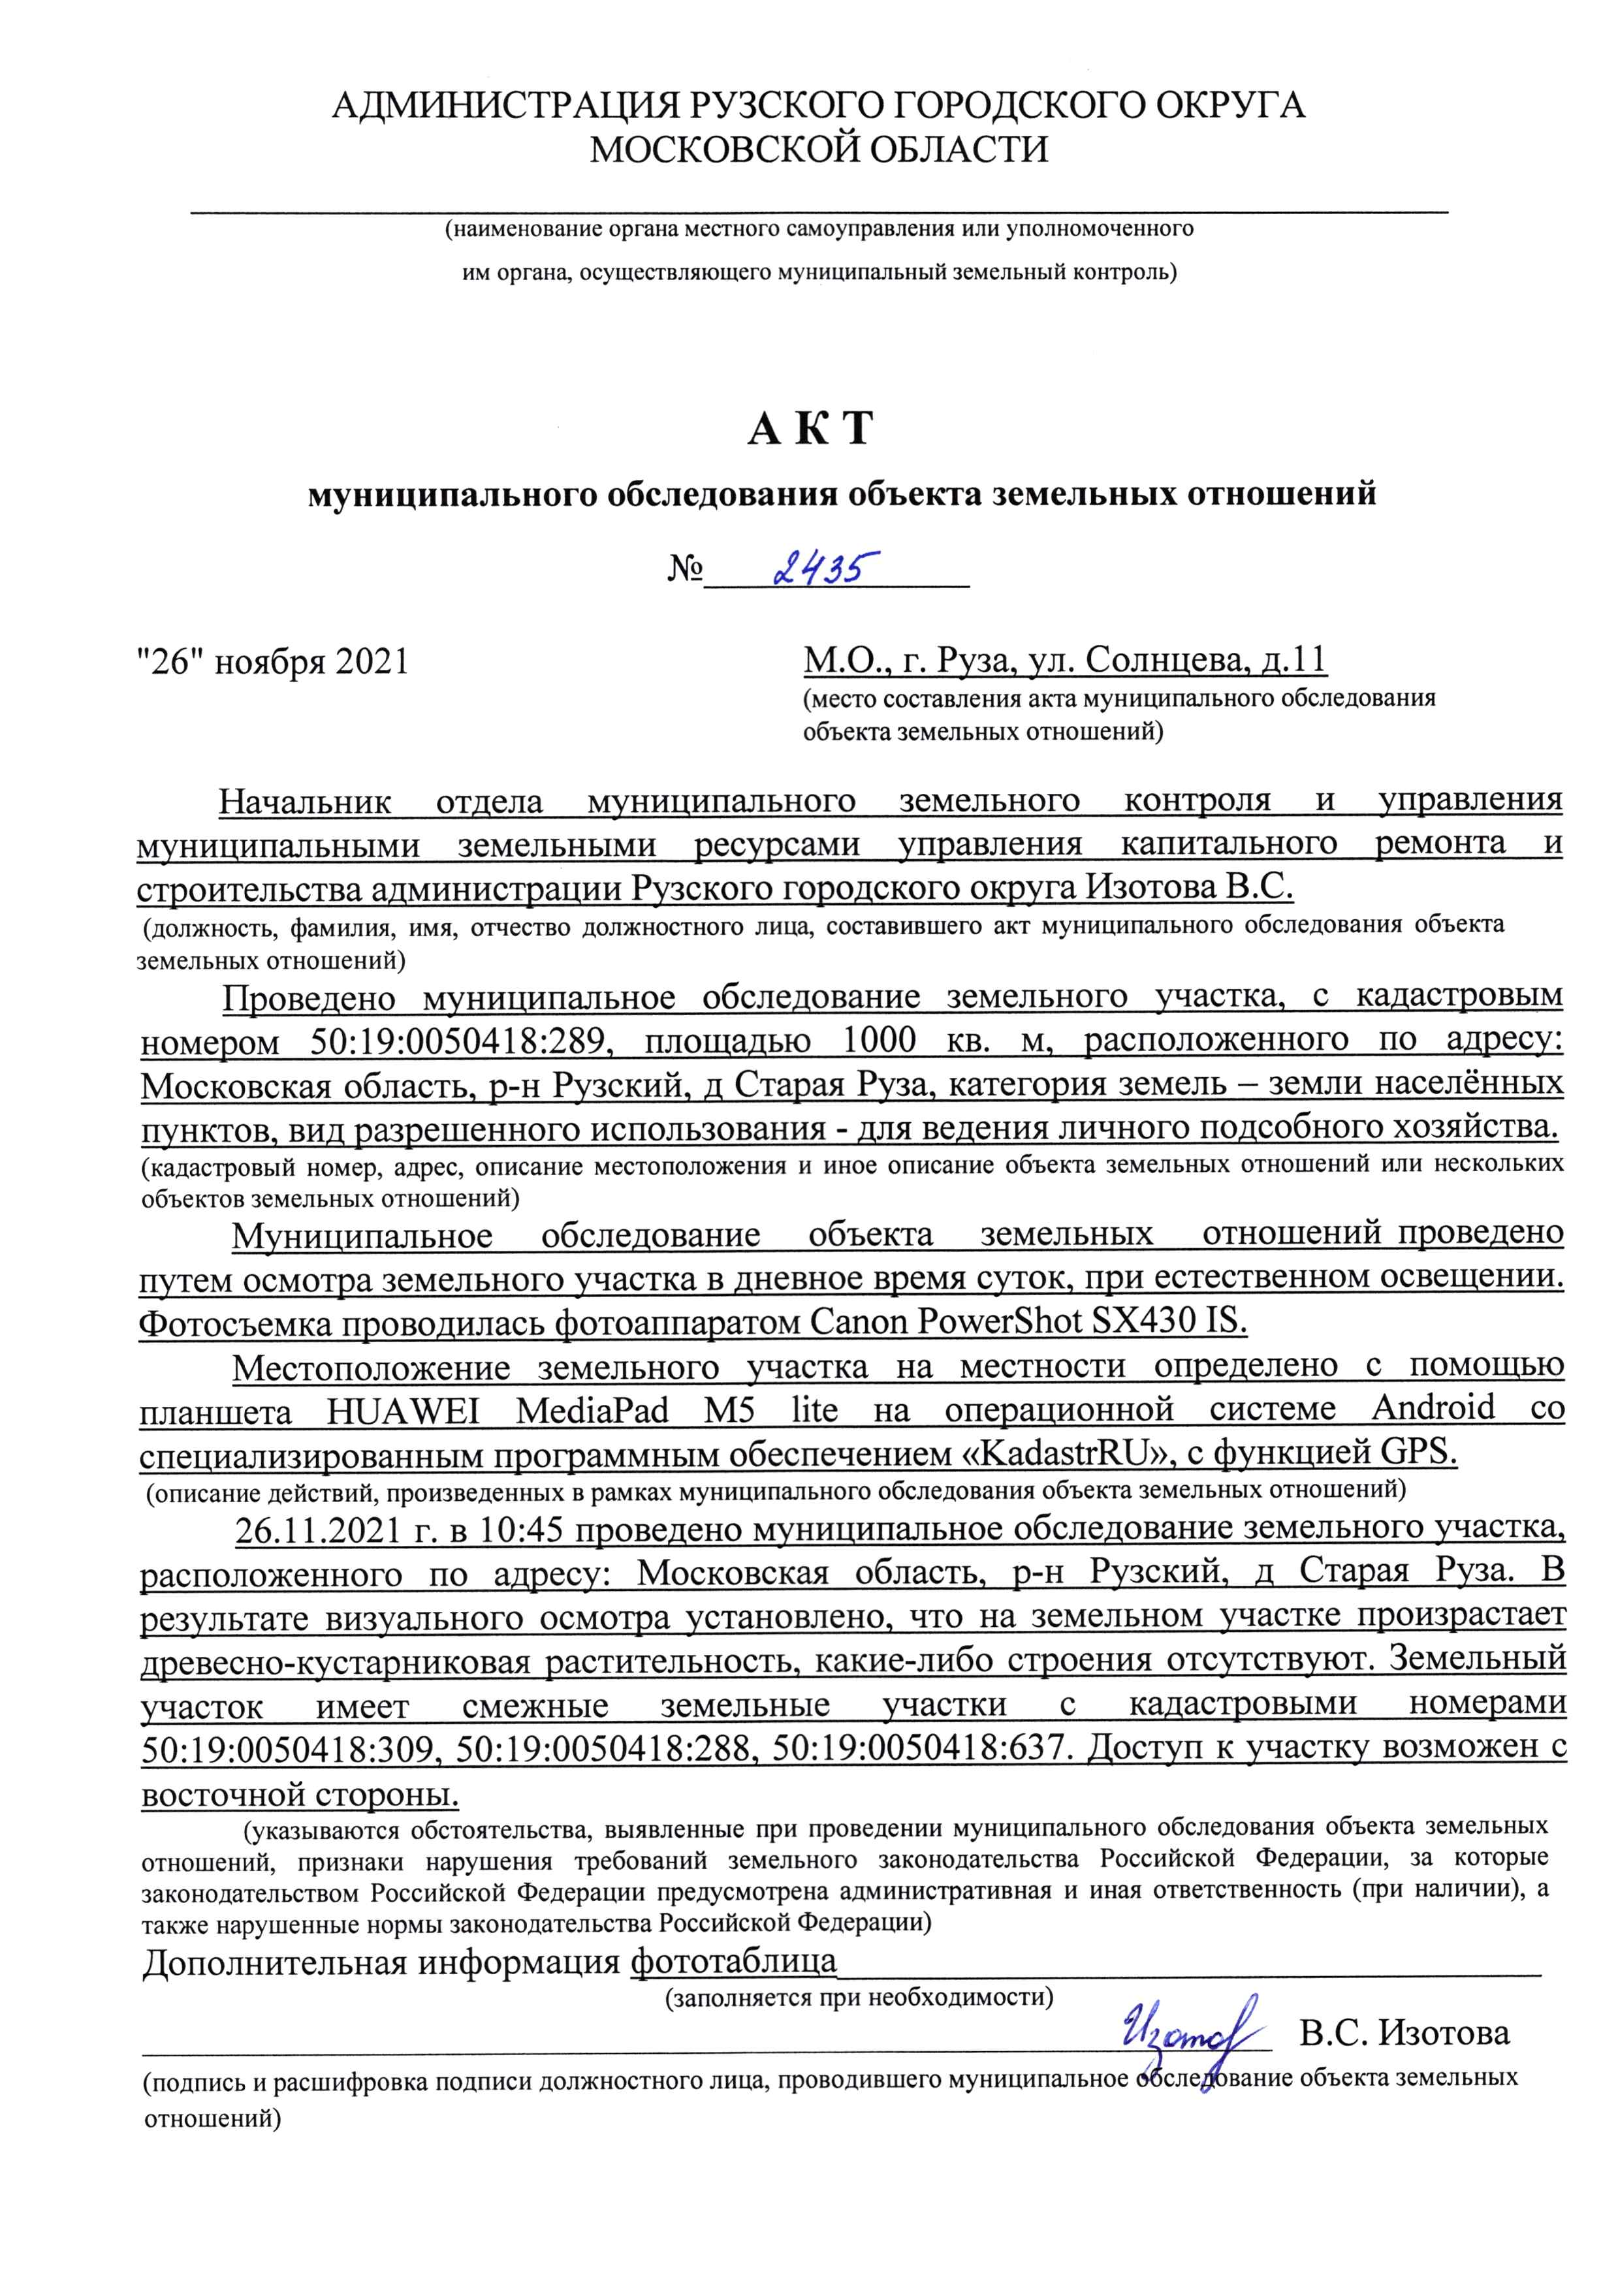 АДМИНИСТРАЦИЯ РУЗСКОГО ГОРОДСКОГО ОКРУГА
МОСКОВСКОЙ ОБЛАСТИ
(наименование органа местного самоуправления или уполномоченного
им органа, осуществляющего муниципальный земельный контроль)
А К Т
муниципального обследования объекта земельных отношений
№ 2435
"26" ноября 2021
М.О., г. Руза, ул. Солнцева, д.11
(место составления акта муниципального обследования
объекта земельных отношений)
Начальник отдела муниципального земельного контроля и управления
муниципальными земельными ресурсами управления капитального ремонта и
строительства администрации Рузского городского округа Изотова В.С.
(должность, фамилия, имя, отчество должностного лица, составившего акт муниципального обследования объекта
земельных отношений)
Проведено муниципальное обследование земельного участка, с кадастровым
номером 50:19:0050418:289, площадью 1000 кв. м, расположенного по адресу:
Московская область, р-н Рузский, д Старая Руза, категория земель – земли населённых
пунктов, вид разрешенного использования - для ведения личного подсобного хозяйства.
(кадастровый номер, адрес, описание местоположения и иное описание объекта земельных отношений или нескольких
объектов земельных отношений)
Муниципальное обследование объекта земельных отношений проведено
путем осмотра земельного участка в дневное время суток, при естественном освещении.
Фотосъемка проводилась фотоаппаратом Canon PowerShot SX430 IS.
Местоположение земельного участка на местности определено с помощью
планшета HUAWEI MediaPad M5 lite на операционной системе Android со
специализированным программным обеспечением «KadastrRU», с функцией GPS.
(описание действий, произведенных в рамках муниципального обследования объекта земельных отношений)
26.11.2021 г. в 10:45 проведено муниципальное обследование земельного участка,
расположенного по адресу: Московская область, р-н Рузский, д Старая Руза. В
результате визуального осмотра установлено, что на земельном участке произрастает
древесно-кустарниковая растительность, какие-либо строения отсутствуют. Земельный
участок имеет смежные земельные участки с кадастровыми номерами
50:19:0050418:309, 50:19:0050418:288, 50:19:0050418:637. Доступ к участку возможен с
восточной стороны.
(указываются обстоятельства, выявленные при проведении муниципального обследования объекта земельных
отношений, признаки нарушения требований земельного законодательства Российской Федерации, за которые
законодательством Российской Федерации предусмотрена административная и иная ответственность (при наличии), а
также нарушенные нормы законодательства Российской Федерации)
Дополнительная информация фототаблица
(заполняется при необходимости)
Изотов В.С. Изотова
(подпись и расшифровка подписи должностного лица, проводившего муниципальное обследование объекта земельных
отношений)